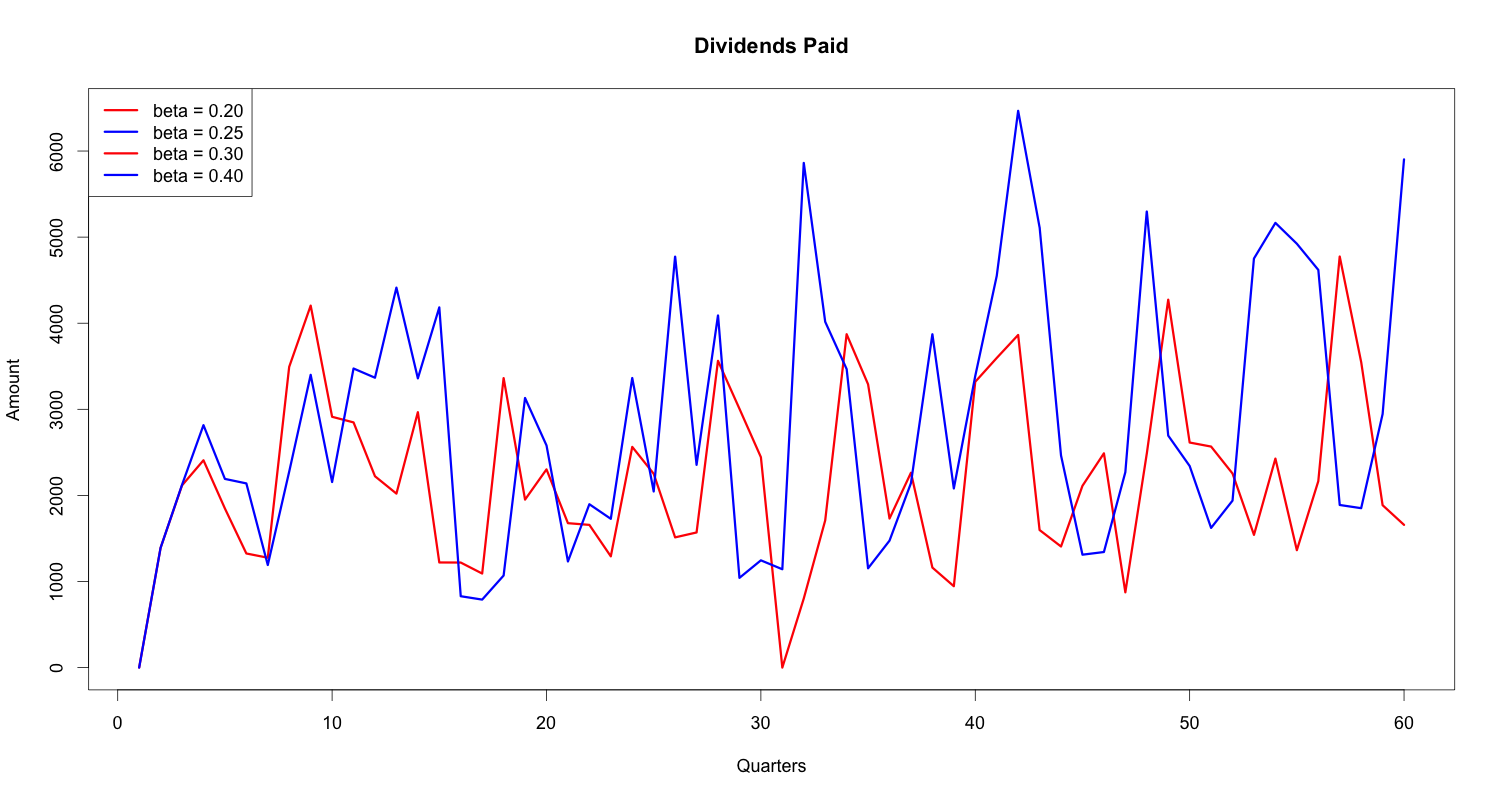 Dividends Paid
beta = 0.20
beta = 0.25
beta = 0.30
beta = 0.40
6000
5000
4000
3000
2000
1000
0
Amount
0 10 20 30 40 50 60
Quarters